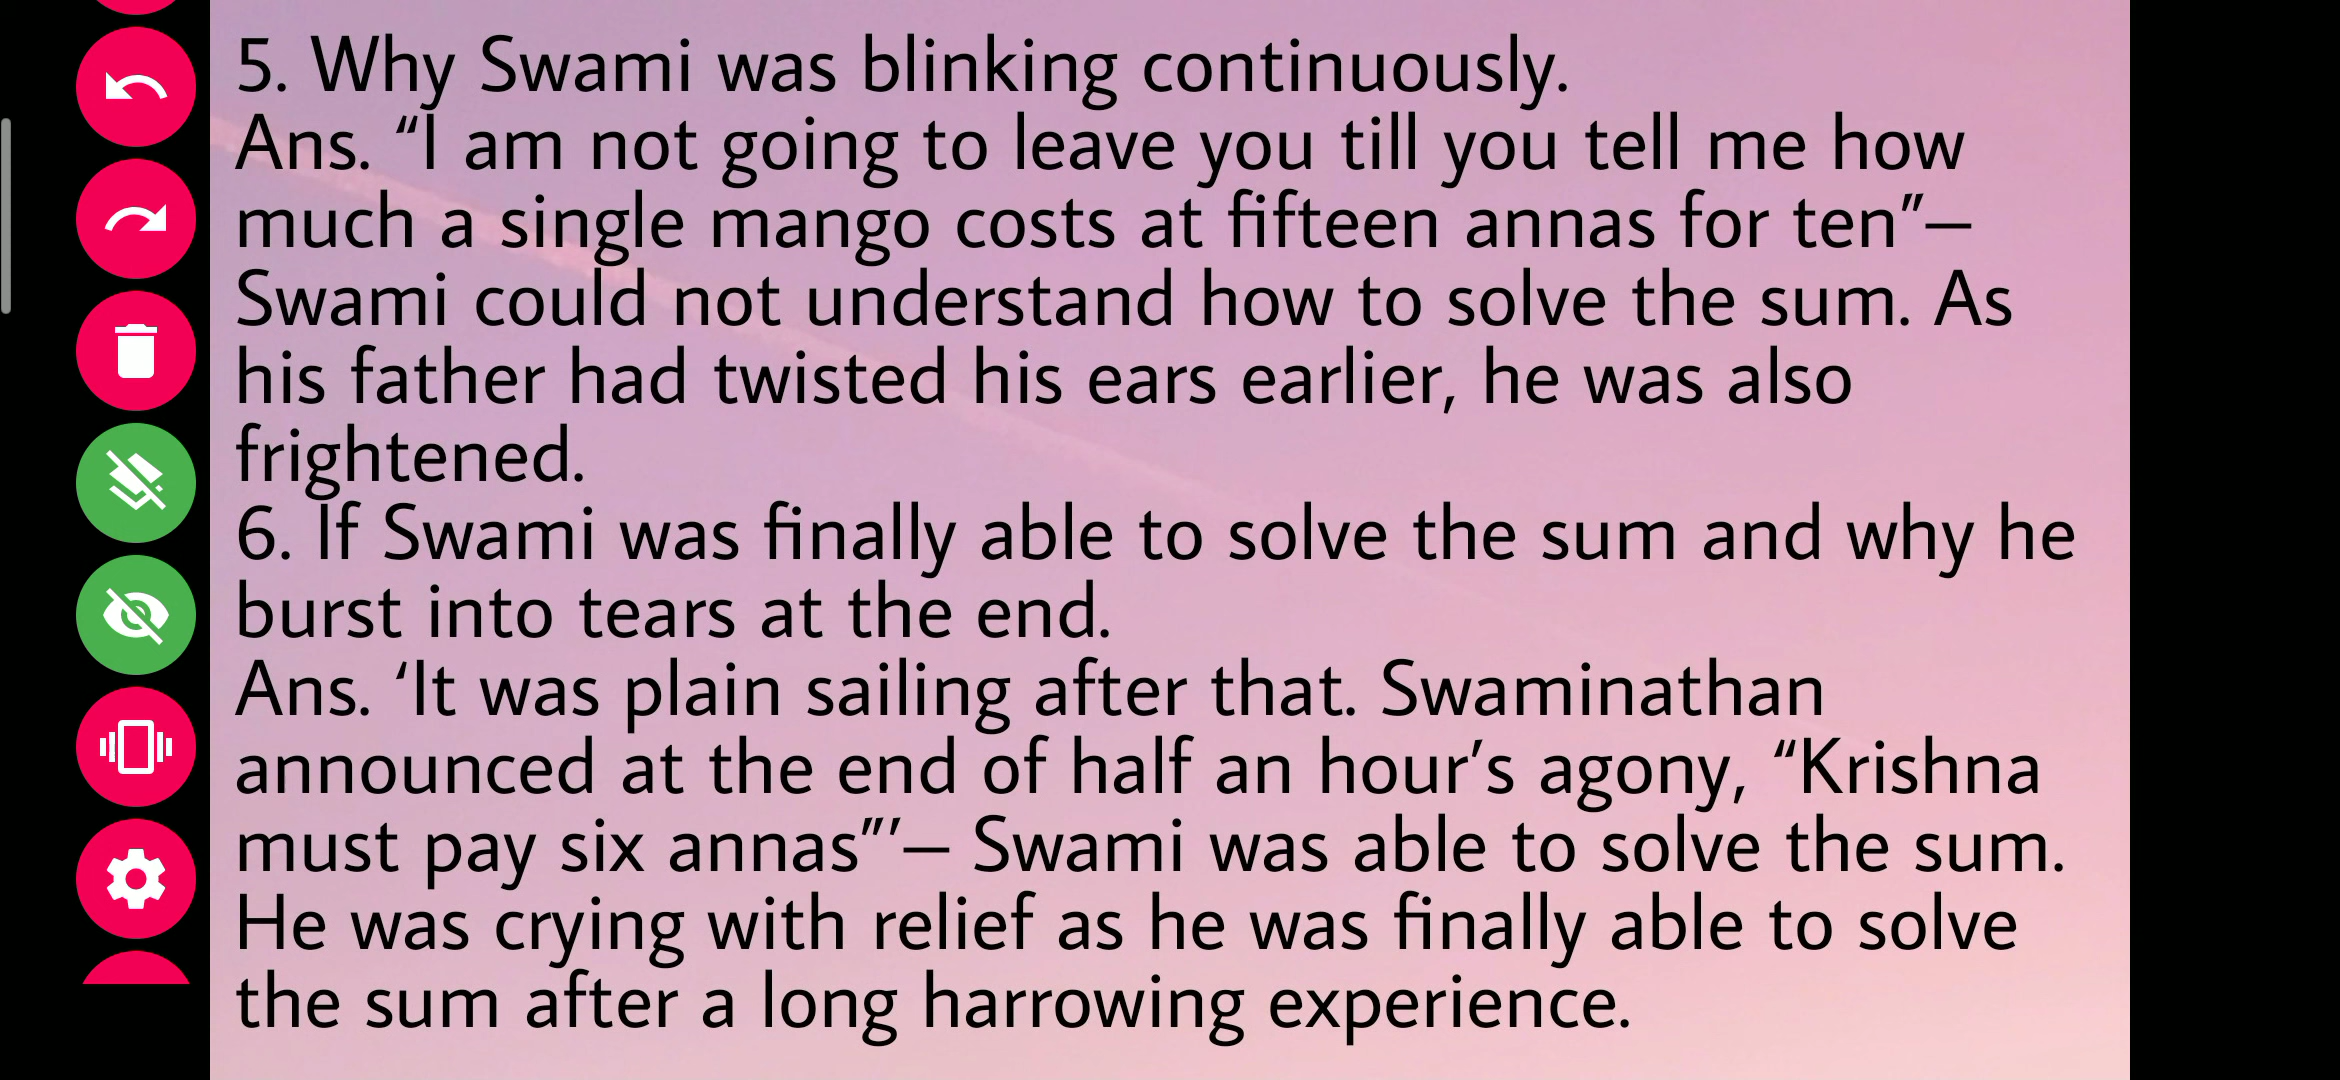 5. Why Swami was blinking continuously.
Ans. “I am not going to leave you till you tell me how
much a single mango costs at fifteen annas for ten”—
Swami could not understand how to solve the sum. As
his father had twisted his ears earlier, he was also
frightened.
6. If Swami was finally able to solve the sum and why he
burst into tears at the end.
Ans. ‘It was plain sailing after that. Swaminathan
announced at the end of half an hour’s agony, “Krishna
must pay six annas”’— Swami was able to solve the sum.
He was crying with relief as he was finally able to solve
the sum after a long harrowing experience.